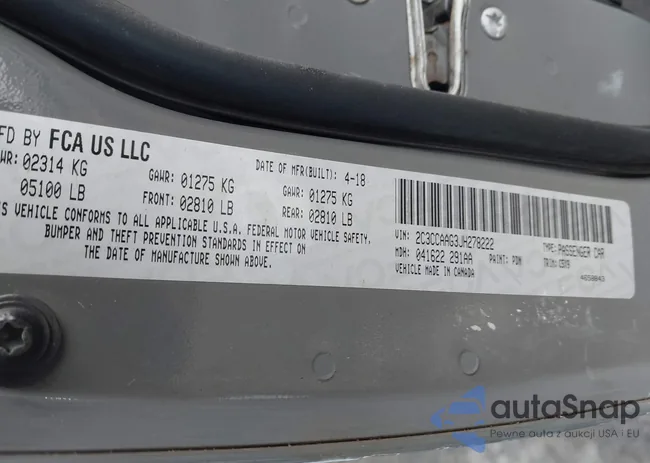 FD BY FCA US LLC
DATE OF MFR(BUILT): 4-18
WR: 02314 KG GAWR: 01275 KG GAWR: 01275 KG
05100 LB FRONT: 02810 LB REAR: 02810 LB
S VEHICLE CONFORMS TO ALL APPLICABLE U.S.A. FEDERAL MOTOR VEHICLE SAFETY,
BUMPER AND THEFT PREVENTION STANDARDS IN EFFECT ON
THE DATE OF MANUFACTURE SHOWN ABOVE.
VIN: 2C3CCAAG3JH278222 TYPE: PASSENGER CAR
MDH: 041622 291AA PAINT: PDN TRIM:
MADE IN CANADA
autaSnap
Pewne auta z aukcji USA i EU